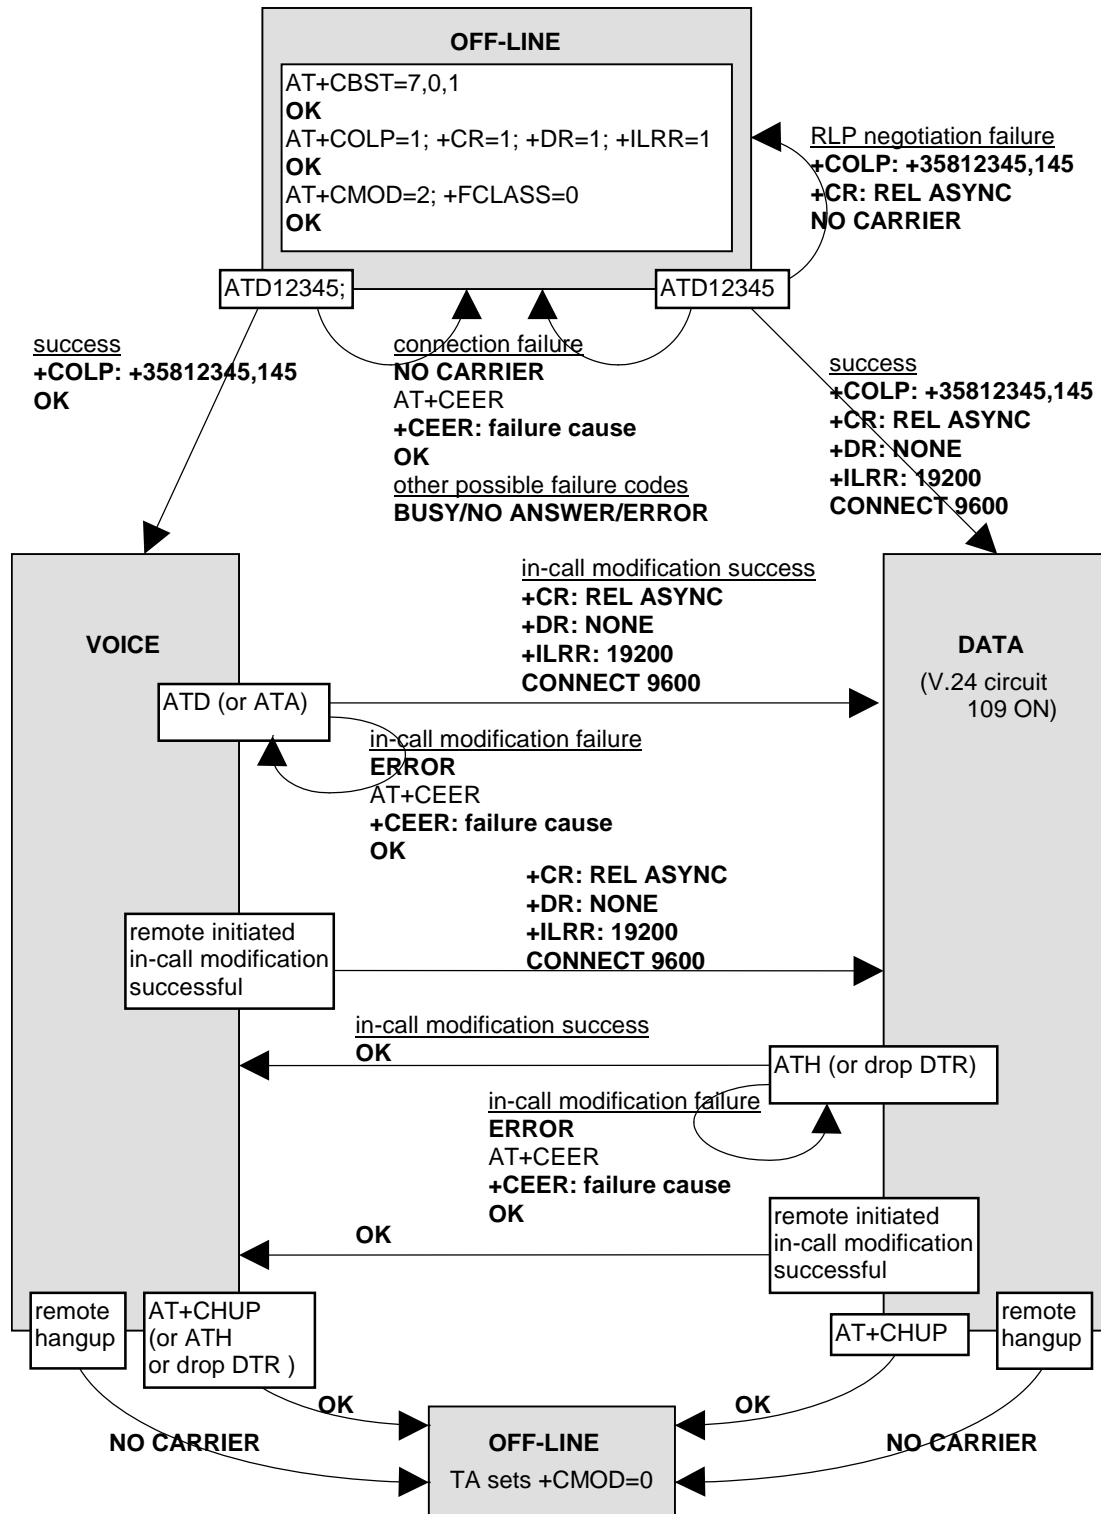 OFF-LINE
AT+CBST=7,0,1
OK
AT+COLP=1; +CR=1; +DR=1; +ILRR=1
OK
AT+CMOD=2; +FCLASS=0
OK
RLP negotiation failure
+COLP: +35812345,145
+CR: REL ASYNC
NO CARRIER
ATD12345;
ATD12345
success
+COLP: +35812345,145
OK
connection failure
NO CARRIER
AT+CEER
+CEER: failure cause
OK
other possible failure codes
BUSY/NO ANSWER/ERROR
success
+COLP: +35812345,145
+CR: REL ASYNC
+DR: NONE
+ILRR: 19200
CONNECT 9600
VOICE
DATA
(V.24 circuit
109 ON)
in-call modification success
+CR: REL ASYNC
+DR: NONE
+ILRR: 19200
CONNECT 9600
ATD (or ATA)
in-call modification failure
ERROR
AT+CEER
+CEER: failure cause
OK
+CR: REL ASYNC
+DR: NONE
+ILRR: 19200
CONNECT 9600
remote initiated
in-call modification
successful
in-call modification success
OK
ATH (or drop DTR)
in-call modification failure
ERROR
AT+CEER
+CEER: failure cause
OK
remote initiated
in-call modification
successful
OK
remote
hangup
AT+CHUP
(or ATH
or drop DTR )
AT+CHUP
remote
hangup
OK
OK
NO CARRIER
NO CARRIER
OFF-LINE
TA sets +CMOD=0